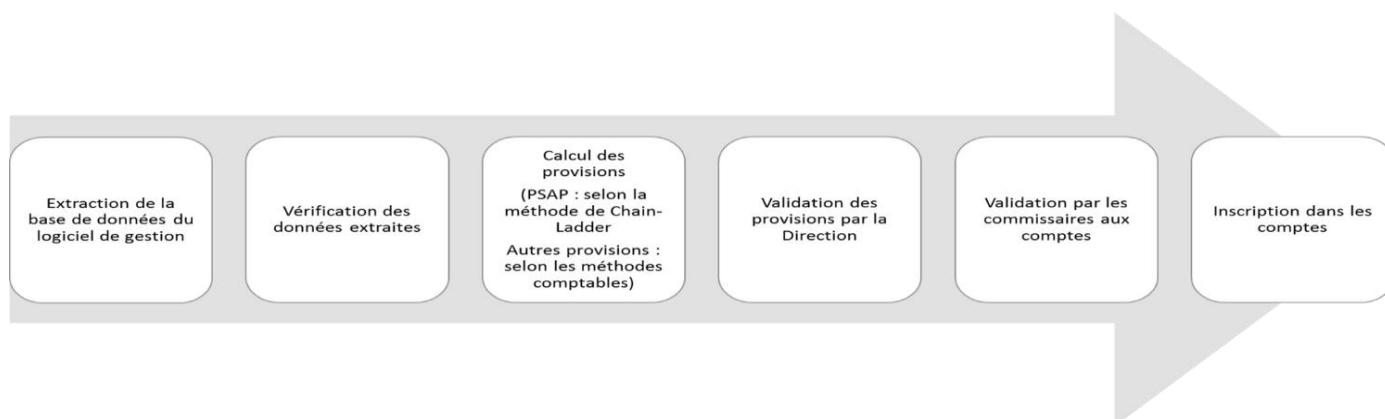 Extraction de la
base de données du
logiciel de gestion
Vérification des
données extraites
Calcul des
provisions
(PSAP : selon la
méthode de Chain-
Ladder
Autres provisions :
selon les méthodes
comptables)
Validation des
provisions par la
Direction
Validation par les
commissaires aux
comptes
Inscription dans les
comptes